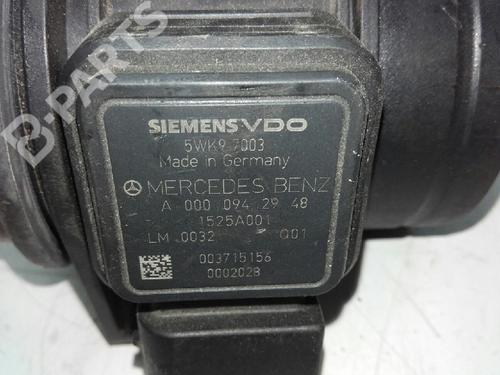 B-PARTS
SIEMENS VDO
5WK9 7003
Made in Germany
MERCEDES BENZ
A 000 094 29 48
1525A001
LM 0032 Q01
003715156
0002028